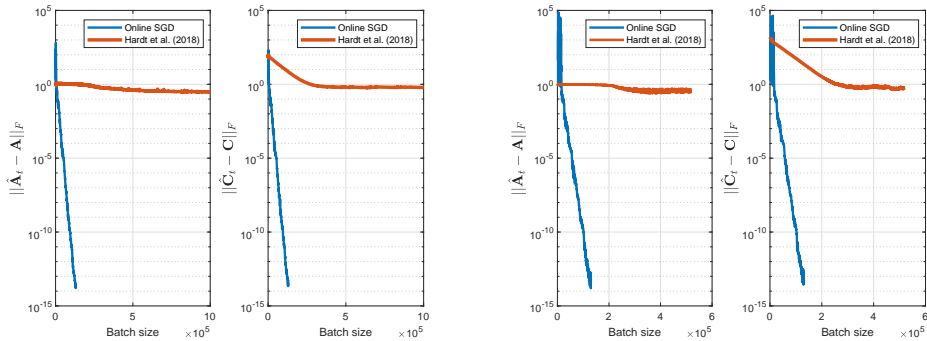 10^5
10^0
10^-5
10^-10
10^-15
||Â_t − A||_F
Online SGD
Hardt et al. (2018)
0 5 10
Batch size ×10^5
10^5
10^0
10^-5
10^-10
10^-15
||Ĉ_t − C||_F
Online SGD
Hardt et al. (2018)
0 5 10
Batch size ×10^5
10^5
10^0
10^-5
10^-10
10^-15
||Â_t − A||_F
Online SGD
Hardt et al. (2018)
0 2 4 6
Batch size ×10^5
10^5
10^0
10^-5
10^-10
10^-15
||Ĉ_t − C||_F
Online SGD
Hardt et al. (2018)
0 2 4 6
Batch size ×10^5